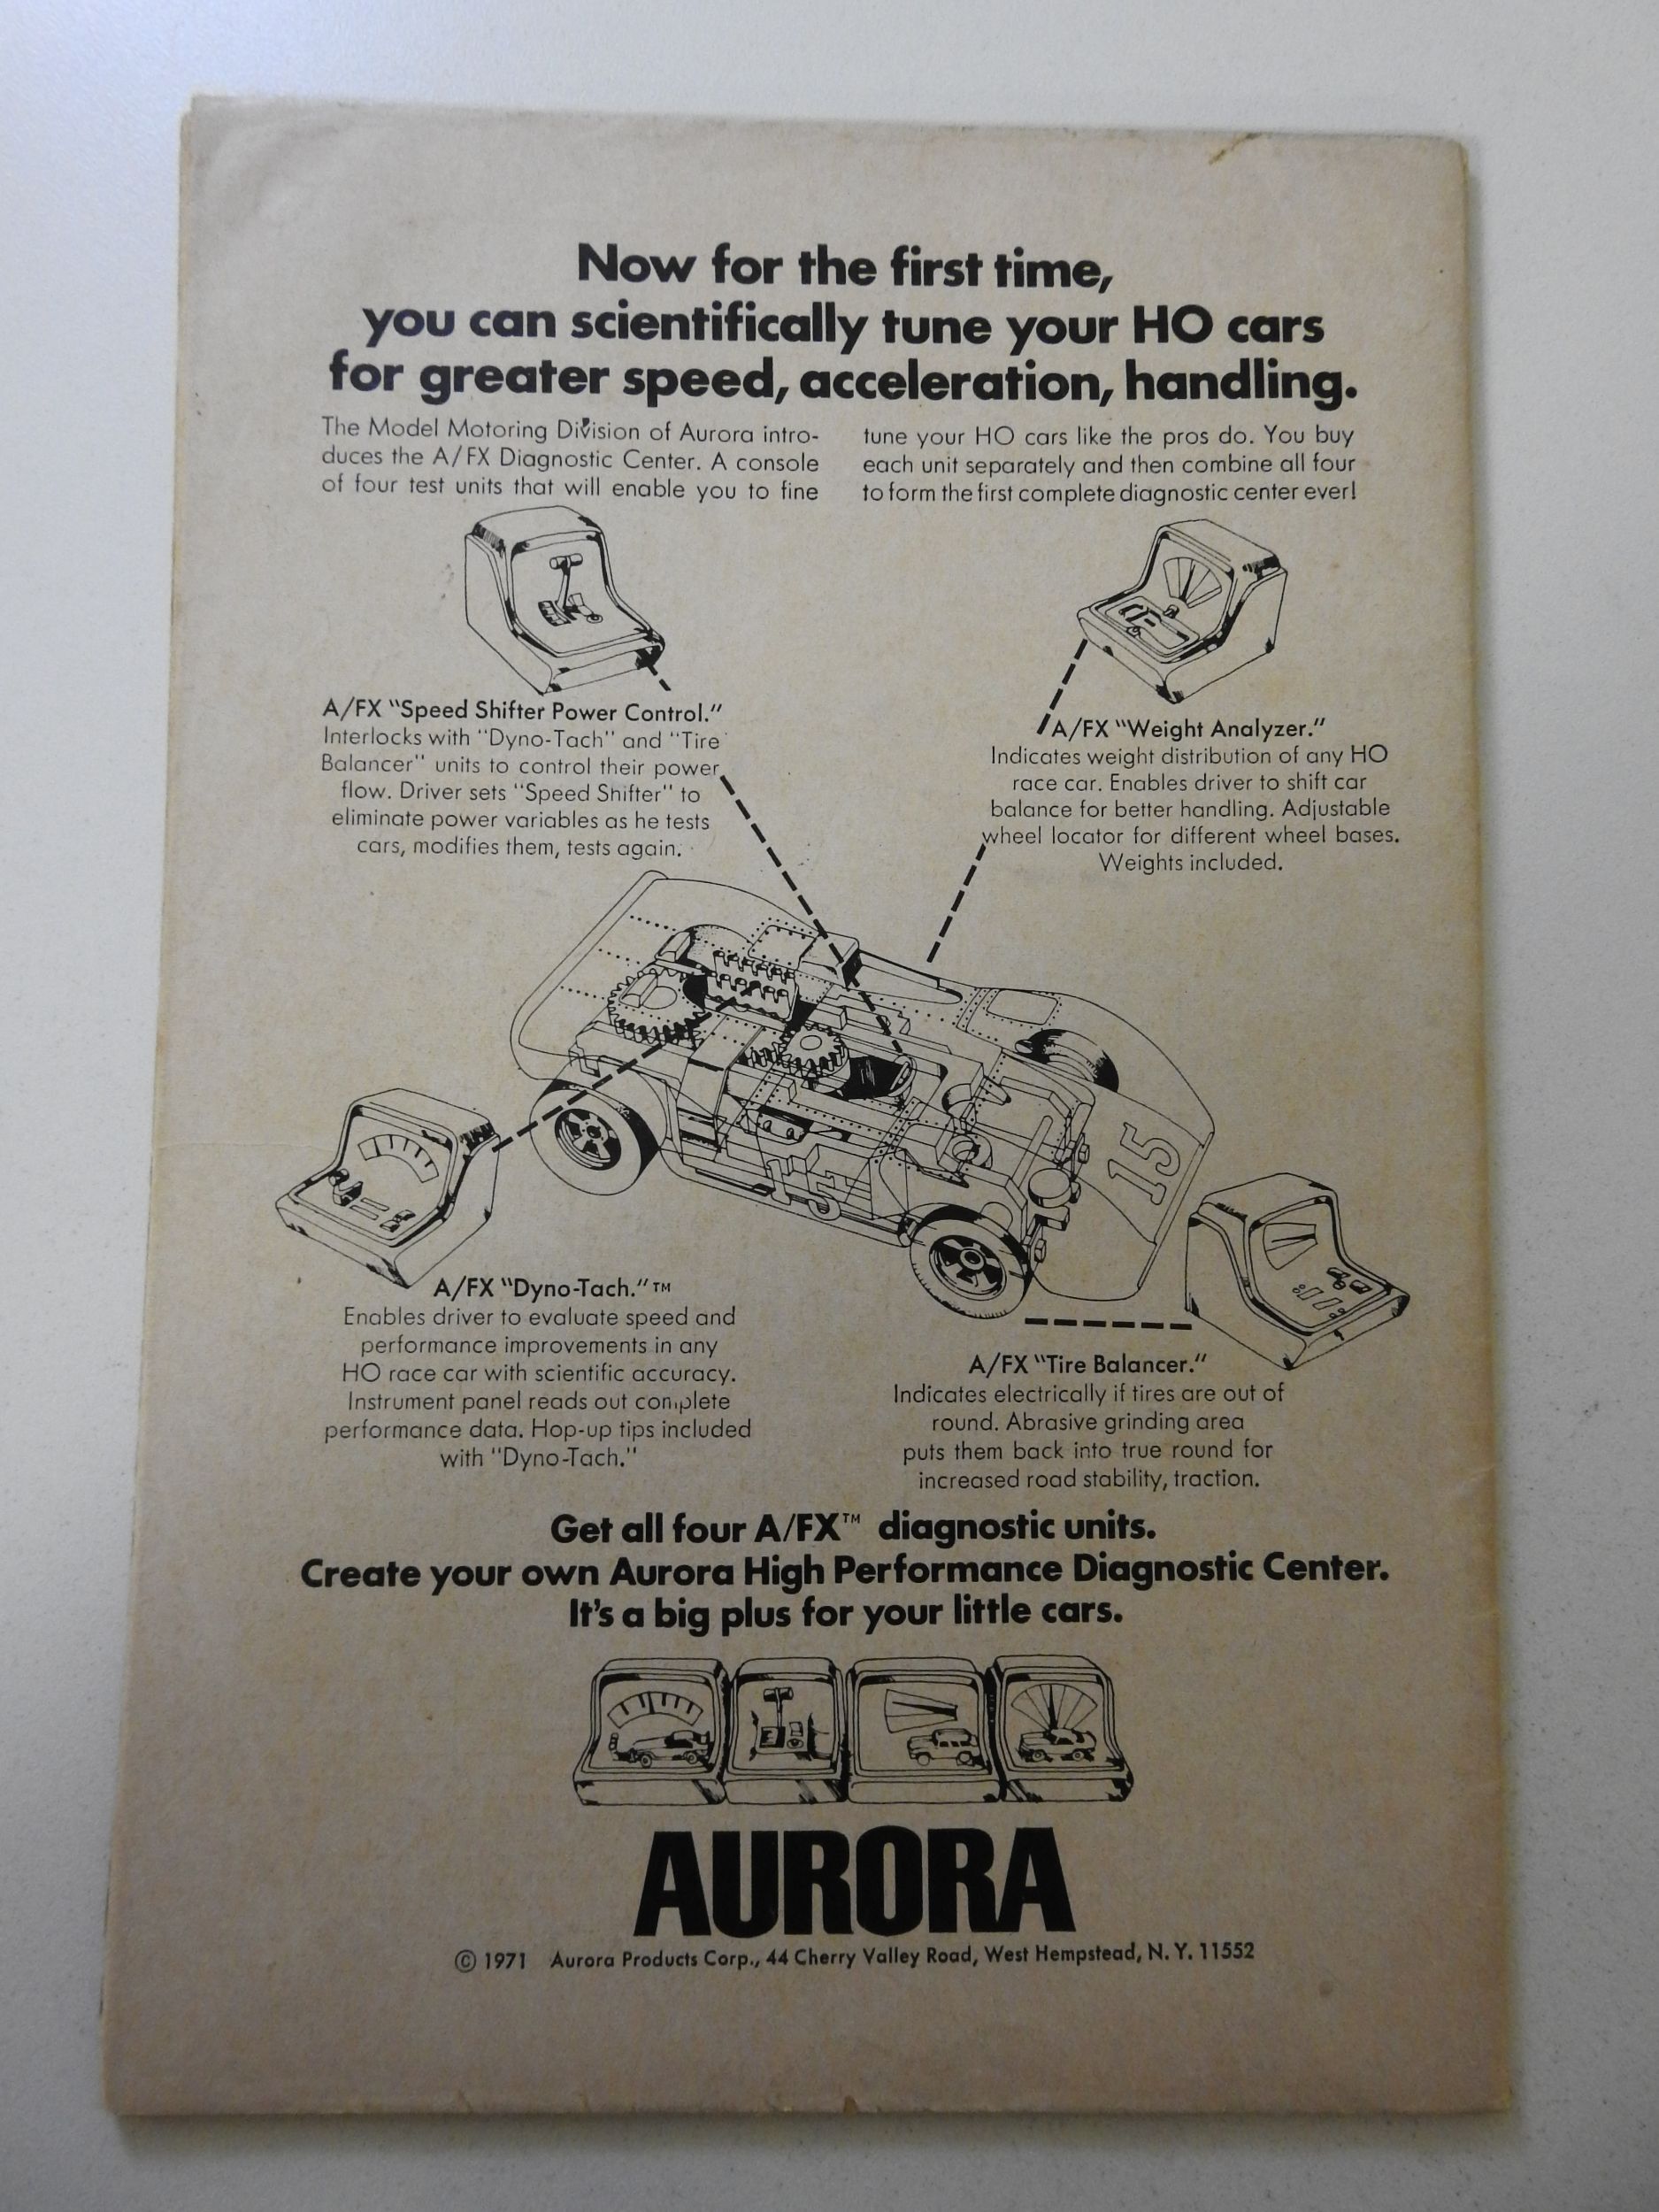 Now for the first time,
you can scientifically tune your HO cars
for greater speed, acceleration, handling.
The Model Motoring Division of Aurora intro-
duces the A/FX Diagnostic Center. A console
of four test units that will enable you to fine
tune your HO cars like the pros do. You buy
each unit separately and then combine all four
to form the first complete diagnostic center ever!
A/FX "Speed Shifter Power Control."
Interlocks with "Dyno-Tach" and "Tire
Balancer" units to control their power
flow. Driver sets "Speed Shifter" to
eliminate power variables as he tests
cars, modifies them, tests again.
A/FX "Weight Analyzer."
Indicates weight distribution of any HO
race car. Enables driver to shift car
balance for better handling. Adjustable
wheel locator for different wheel bases.
Weights included.
15
15
A/FX "Dyno-Tach."™
Enables driver to evaluate speed and
performance improvements in any
HO race car with scientific accuracy.
Instrument panel reads out complete
performance data. Hop-up tips included
with "Dyno-Tach."
A/FX "Tire Balancer."
Indicates electrically if tires are out of
round. Abrasive grinding area
puts them back into true round for
increased road stability, traction.
Get all four A/FX™ diagnostic units.
Create your own Aurora High Performance Diagnostic Center.
It's a big plus for your little cars.
AURORA
© 1971 Aurora Products Corp., 44 Cherry Valley Road, West Hempstead, N. Y. 11552